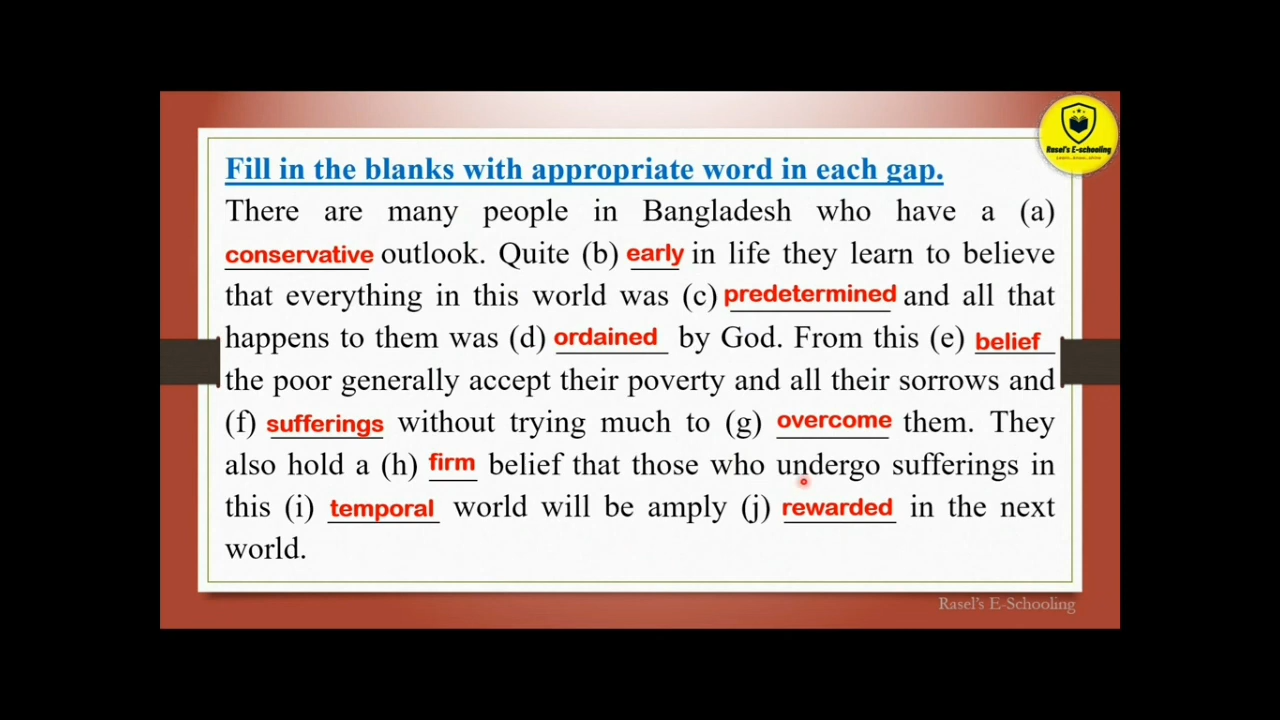 Fill in the blanks with appropriate word in each gap.
There are many people in Bangladesh who have a (a)
conservative outlook. Quite (b) early in life they learn to believe
that everything in this world was (c) predetermined and all that
happens to them was (d) ordained by God. From this (e) belief
the poor generally accept their poverty and all their sorrows and
(f) sufferings without trying much to (g) overcome them. They
also hold a (h) firm belief that those who undergo sufferings in
this (i) temporal world will be amply (j) rewarded in the next
world.
Rasel's E-schooling
Rasel's E-Schooling